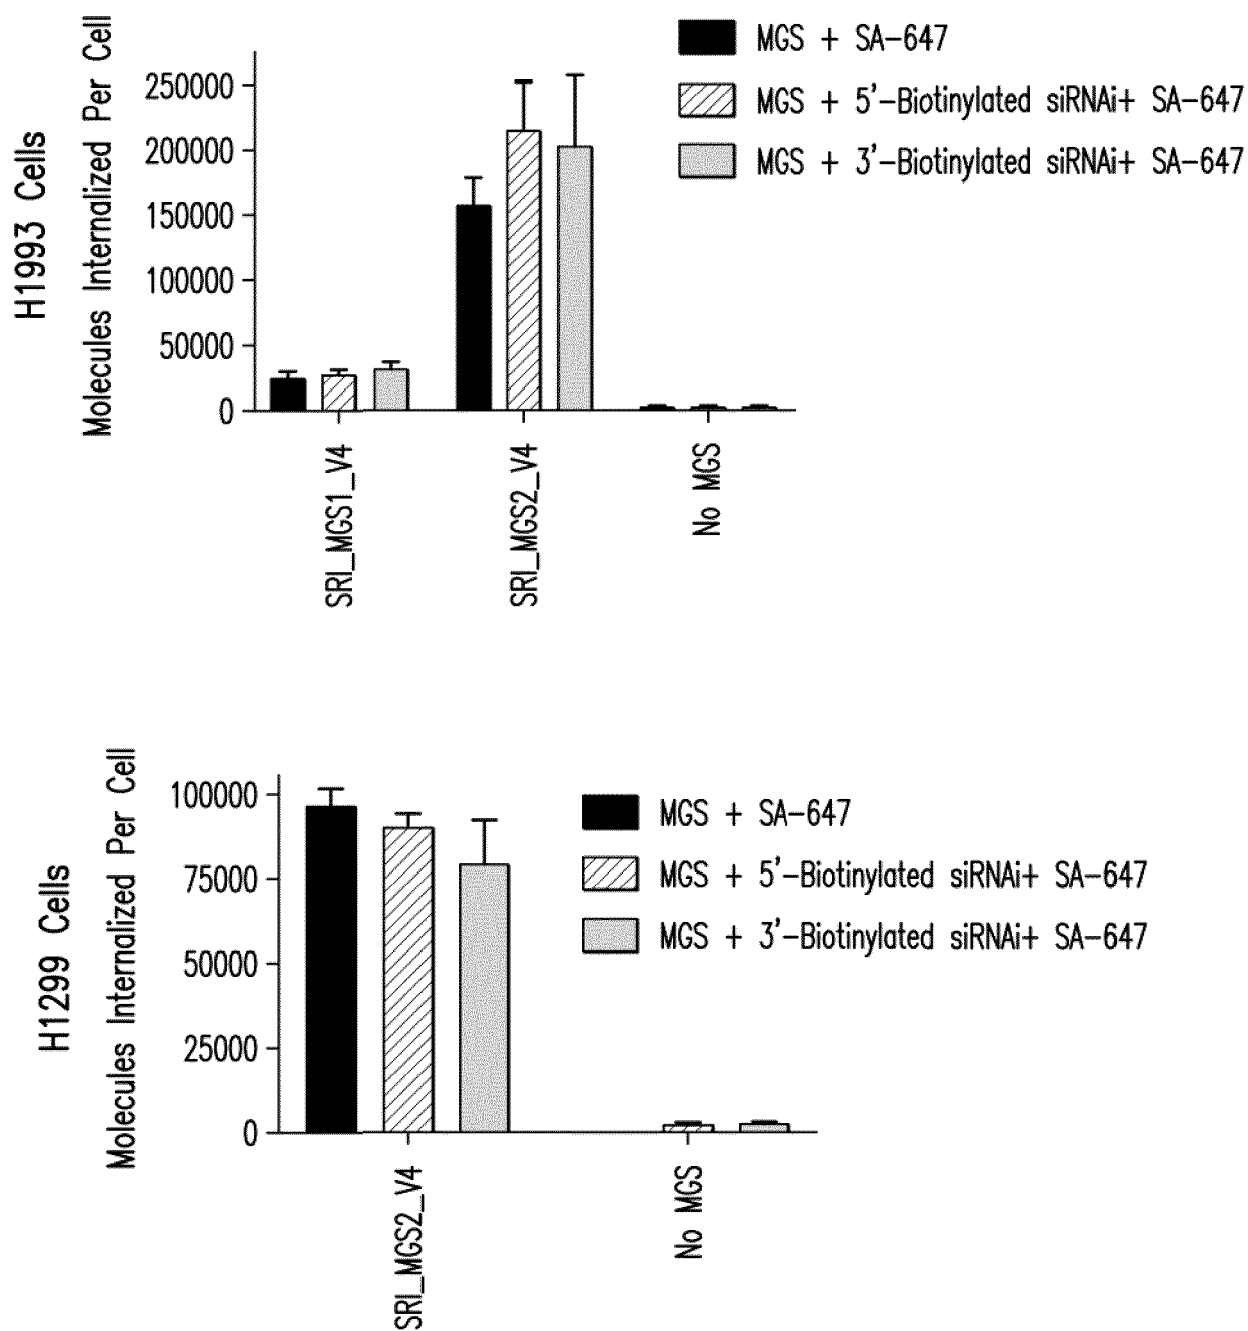 H1993 Cells
Molecules Internalized Per Cell
250000
200000
150000
100000
50000
0
SRI_MGS1_V4
SRI_MGS2_V4
No MGS
MGS + SA-647
MGS + 5'-Biotinylated siRNAi+ SA-647
MGS + 3'-Biotinylated siRNAi+ SA-647
H1299 Cells
Molecules Internalized Per Cell
100000
75000
50000
25000
0
SRI_MGS2_V4
No MGS
MGS + SA-647
MGS + 5'-Biotinylated siRNAi+ SA-647
MGS + 3'-Biotinylated siRNAi+ SA-647